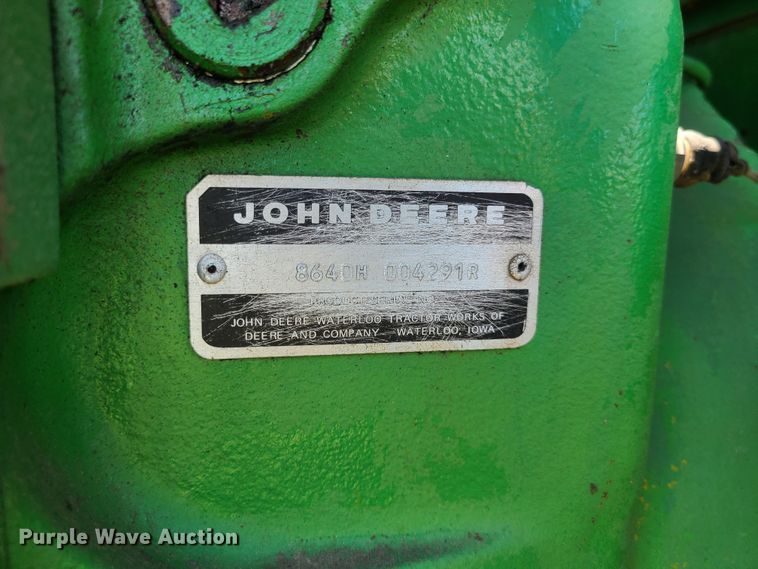 JOHN DEERE
8640H 004291R
PRODUCT SERIAL NO.
JOHN DEERE WATERLOO TRACTOR WORKS OF
DEERE AND COMPANY WATERLOO, IOWA
Purple Wave Auction